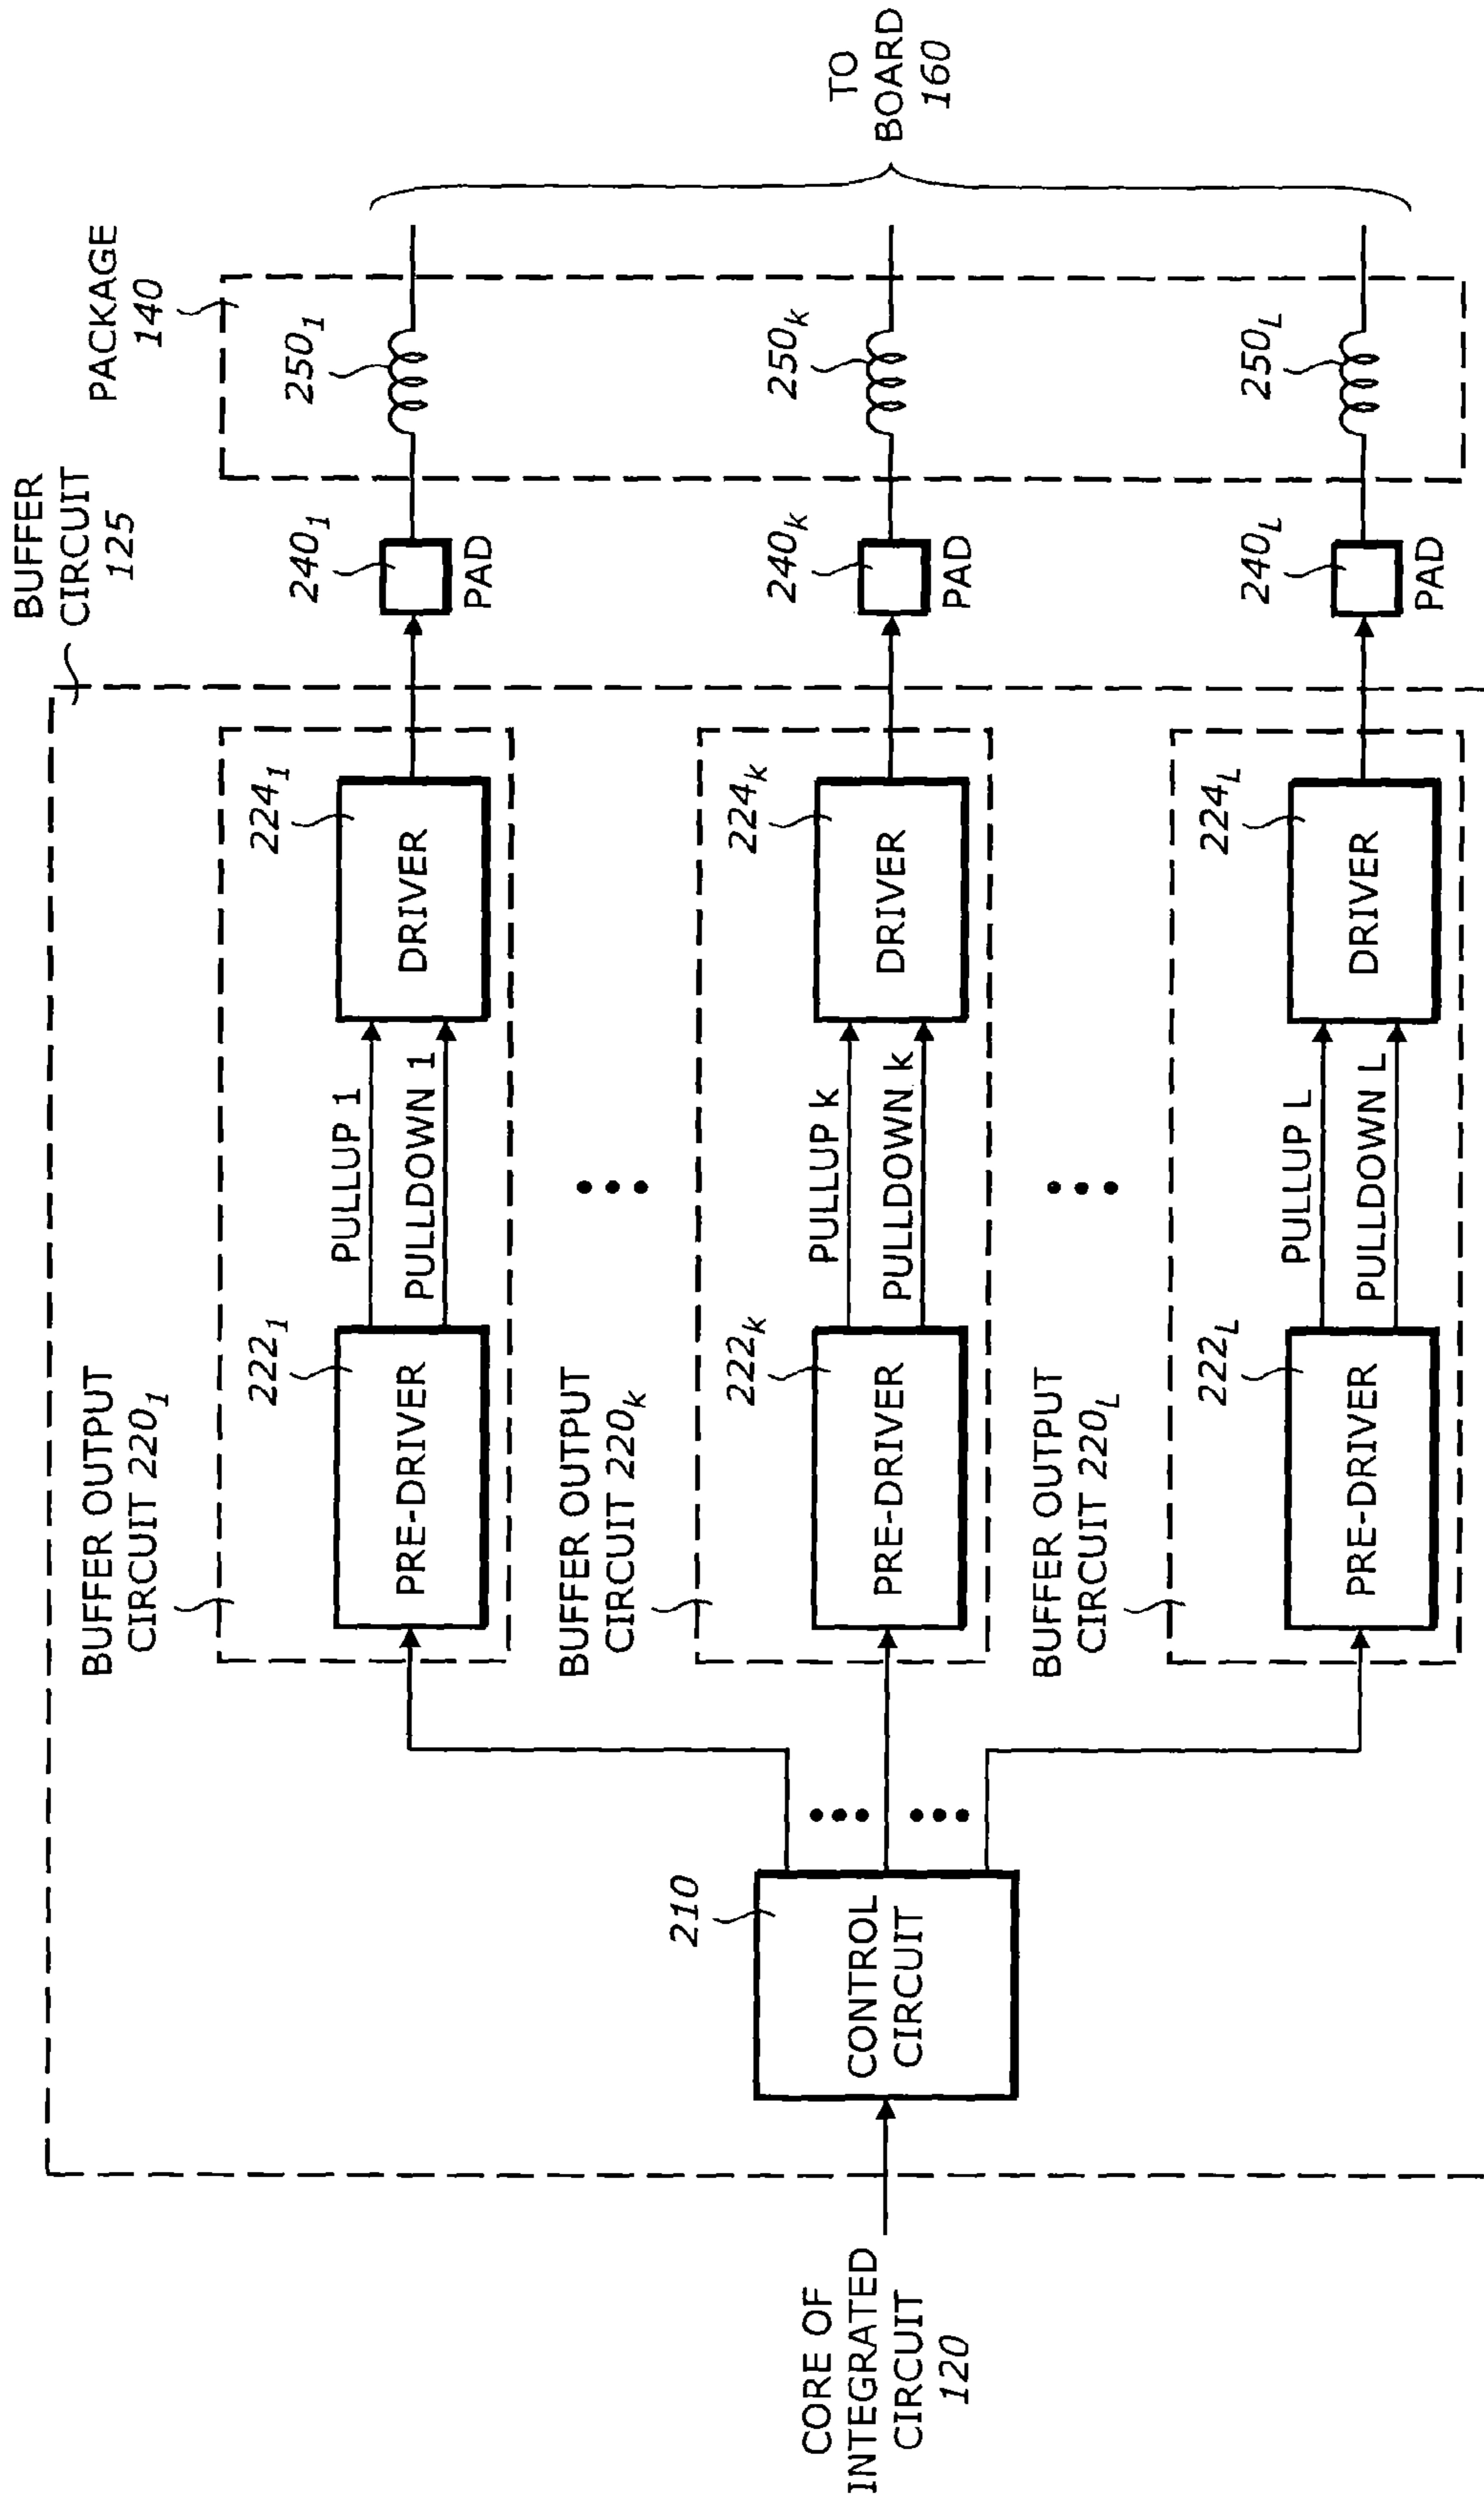 BUFFER
CIRCUIT
125
PACKAGE
140
BUFFER OUTPUT
CIRCUIT 220₁
222₁
PRE-DRIVER
PULLUP 1
PULLDOWN 1
224₁
DRIVER
240₁
PAD
250₁
BUFFER OUTPUT
CIRCUIT 220ₖ
222ₖ
PRE-DRIVER
PULLUP k
PULLDOWN k
224ₖ
DRIVER
240ₖ
PAD
250ₖ
BUFFER OUTPUT
CIRCUIT 220L
222L
PRE-DRIVER
PULLUP L
PULLDOWN L
224L
DRIVER
240L
PAD
250L
210
CONTROL
CIRCUIT
CORE OF
INTEGRATED
CIRCUIT
120
TO
BOARD
160